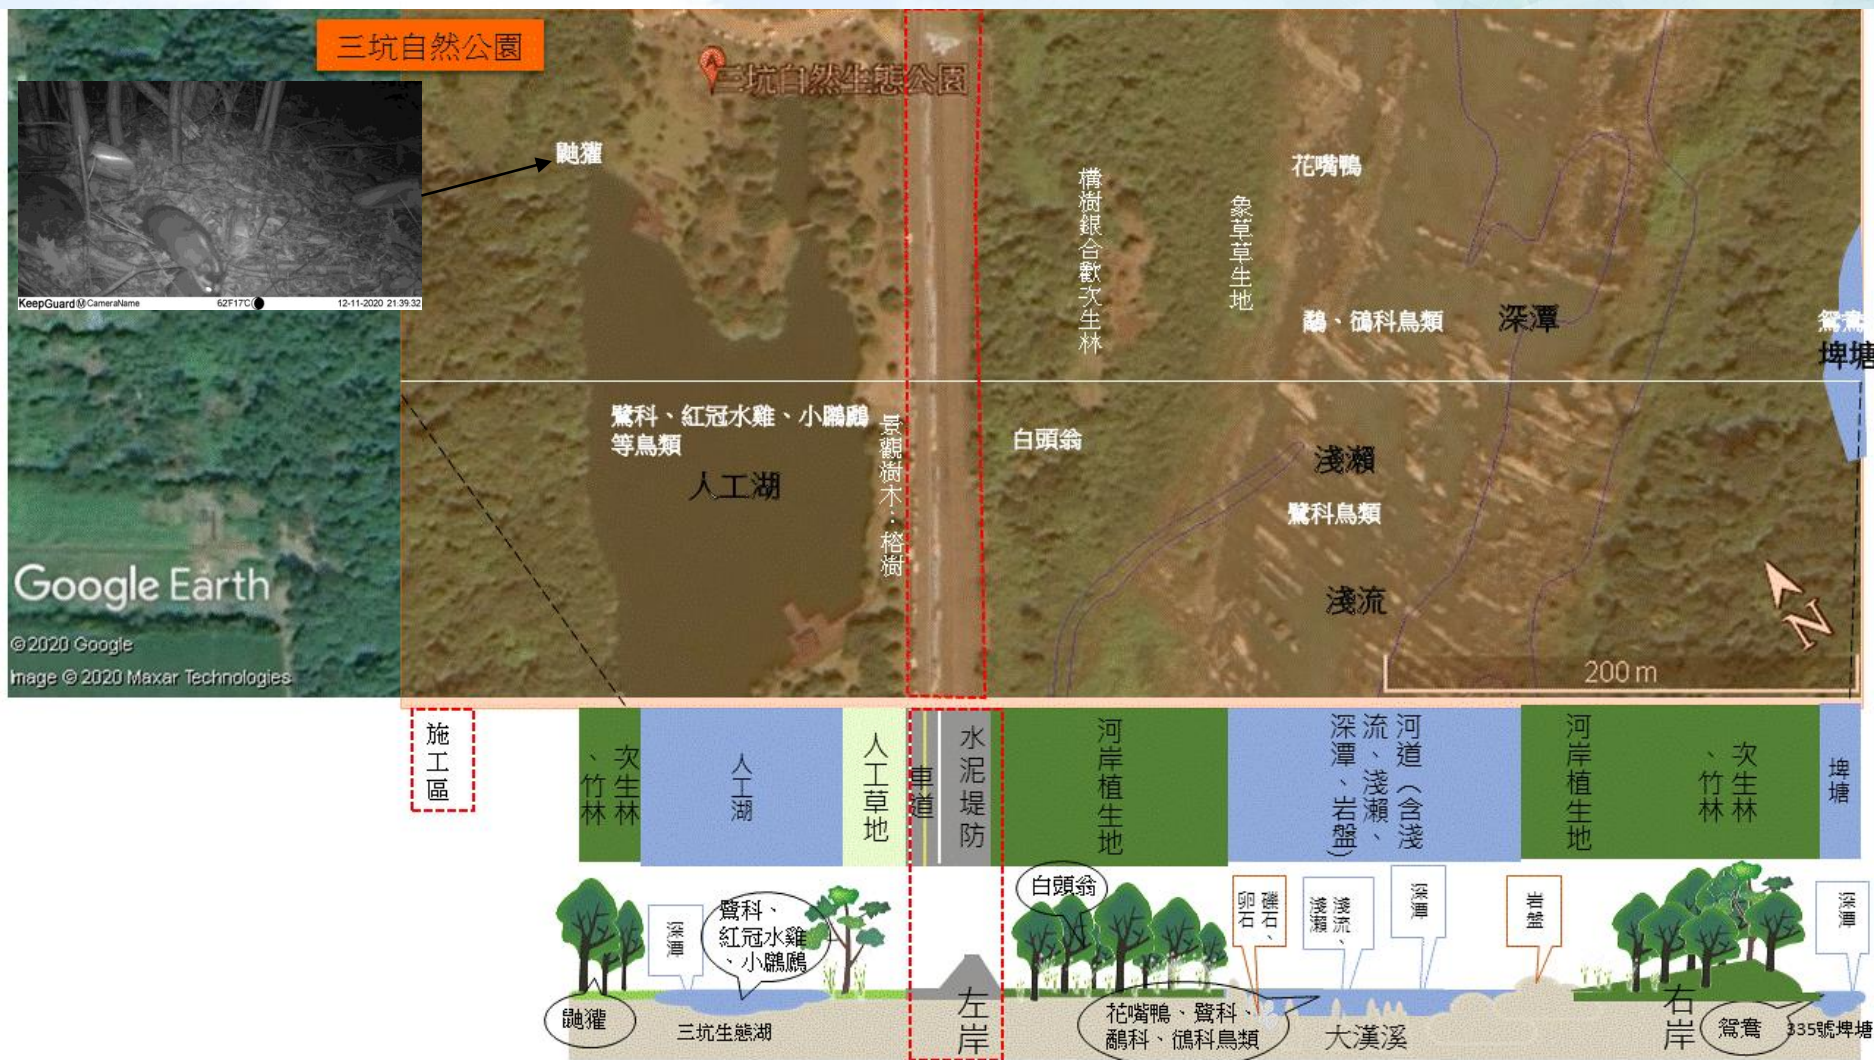 三坑自然公園
三坑自然生態公園
鼬獾
KeepGuard CameraName 62F17℃ 12-11-2020 21:39:32
花嘴鴨
構樹銀合歡次生林
象草草生地
鷸、鴴科鳥類
深潭
鴛鴦
埤塘
鷺科、紅冠水雞、小鸊鷉
等鳥類
人工湖
景觀樹木:榕樹
白頭翁
淺瀨
鷺科鳥類
淺流
Google Earth
©2020 Google
Image © 2020 Maxar Technologies
N
200 m
施工區
次生林
、竹林
人工湖
人工草地
車道
水泥堤防
河岸植生地
河道(含淺
流、淺瀨、
深潭、岩盤)
河岸植生地
次生林
、竹林
埤塘
深潭
鷺科、
紅冠水雞
、小鸊鷉
白頭翁
礫石、
卵石
淺流、
淺瀨
深潭
岩盤
深潭
鼬獾
三坑生態湖
左岸
花嘴鴨、鷺科、
鷸科、鴴科鳥類
大漢溪
右岸
鴛鴦
335號埤塘